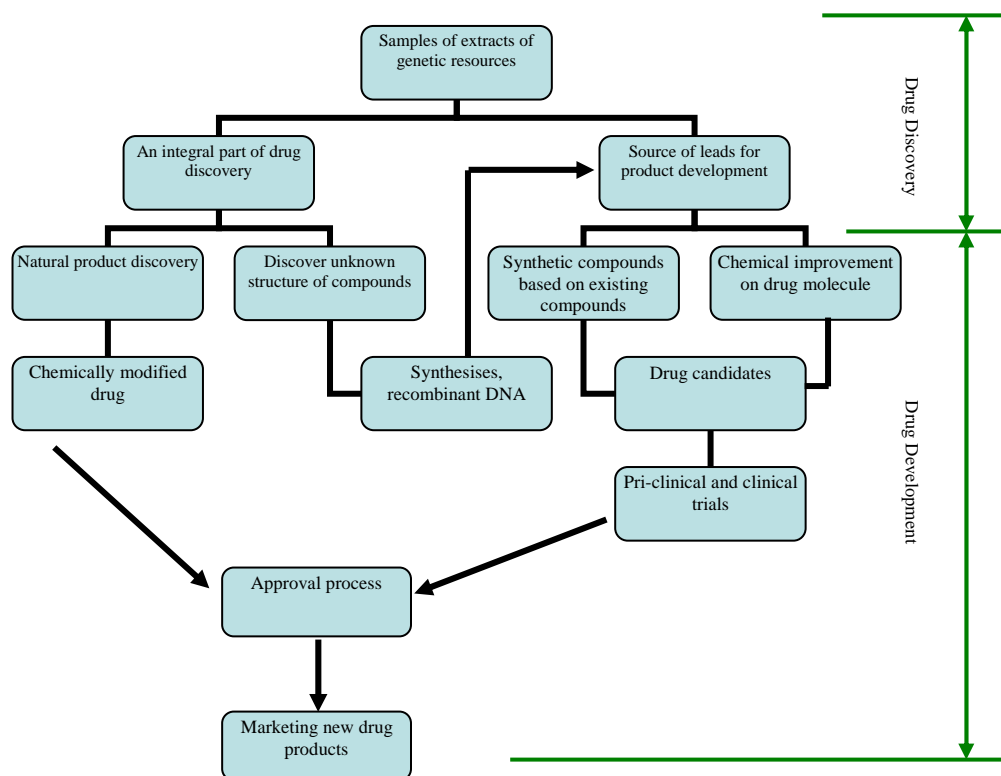 Samples of extracts of
genetic resources
An integral part of drug
discovery
Source of leads for
product development
Natural product discovery
Discover unknown
structure of compounds
Synthetic compounds
based on existing
compounds
Chemical improvement
on drug molecule
Chemically modified
drug
Synthesises,
recombinant DNA
Drug candidates
Pri-clinical and clinical
trials
Approval process
Marketing new drug
products
Drug Discovery
Drug Development